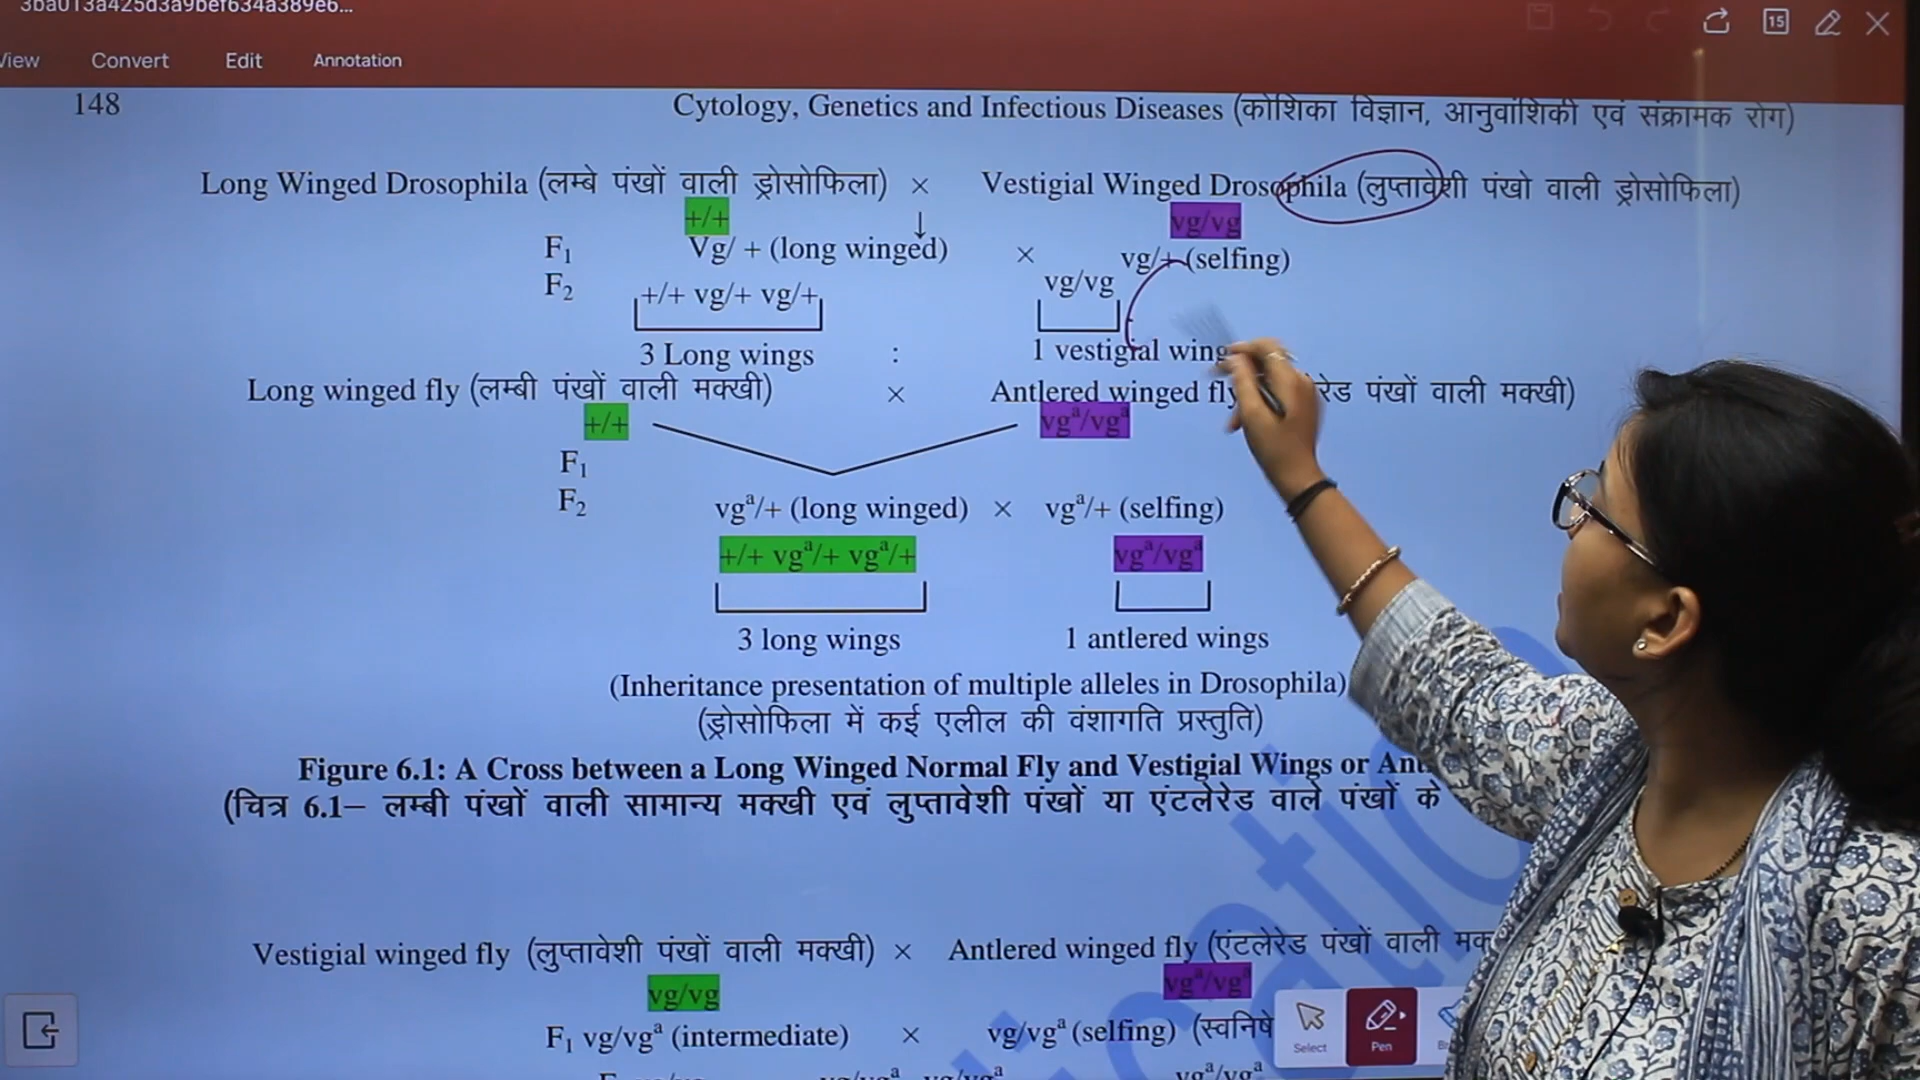 3ba013a425d3a9bef634a389e6...
View Convert Edit Annotation
15
148 Cytology, Genetics and Infectious Diseases (कोशिका विज्ञान, आनुवांशिकी एवं संक्रामक रोग)
Long Winged Drosophila (लम्बे पंखों वाली ड्रोसोफिला) × Vestigial Winged Drosophila (लुप्तावेशी पंखो वाली ड्रोसोफिला)
+/+ ↓ vg/vg
F₁ Vg/ + (long winged) × vg/+ (selfing)
F₂ +/+ vg/+ vg/+ vg/vg
3 Long wings : 1 vestigial wing
Long winged fly (लम्बी पंखों वाली मक्खी) × Antlered winged fly पंखों वाली मक्खी)
+/+ vgᵃ/vgᵃ
F₁
F₂ vgᵃ/+ (long winged) × vgᵃ/+ (selfing)
+/+ vgᵃ/+ vgᵃ/+ vgᵃ/vgᵃ
3 long wings 1 antlered wings
(Inheritance presentation of multiple alleles in Drosophila)
(ड्रोसोफिला में कई एलील की वंशागति प्रस्तुति)
Figure 6.1: A Cross between a Long Winged Normal Fly and Vestigial Wings or
(चित्र 6.1– लम्बी पंखों वाली सामान्य मक्खी एवं लुप्तावेशी पंखों या एंटलेरेड वाले पंखों के
Vestigial winged fly (लुप्तावेशी पंखों वाली मक्खी) × Antlered winged fly (एंटलेरेड पंखों वाली
vg/vg vgᵃ/vgᵃ
F₁ vg/vgᵃ (intermediate) × vg/vgᵃ (selfing)
Select Pen